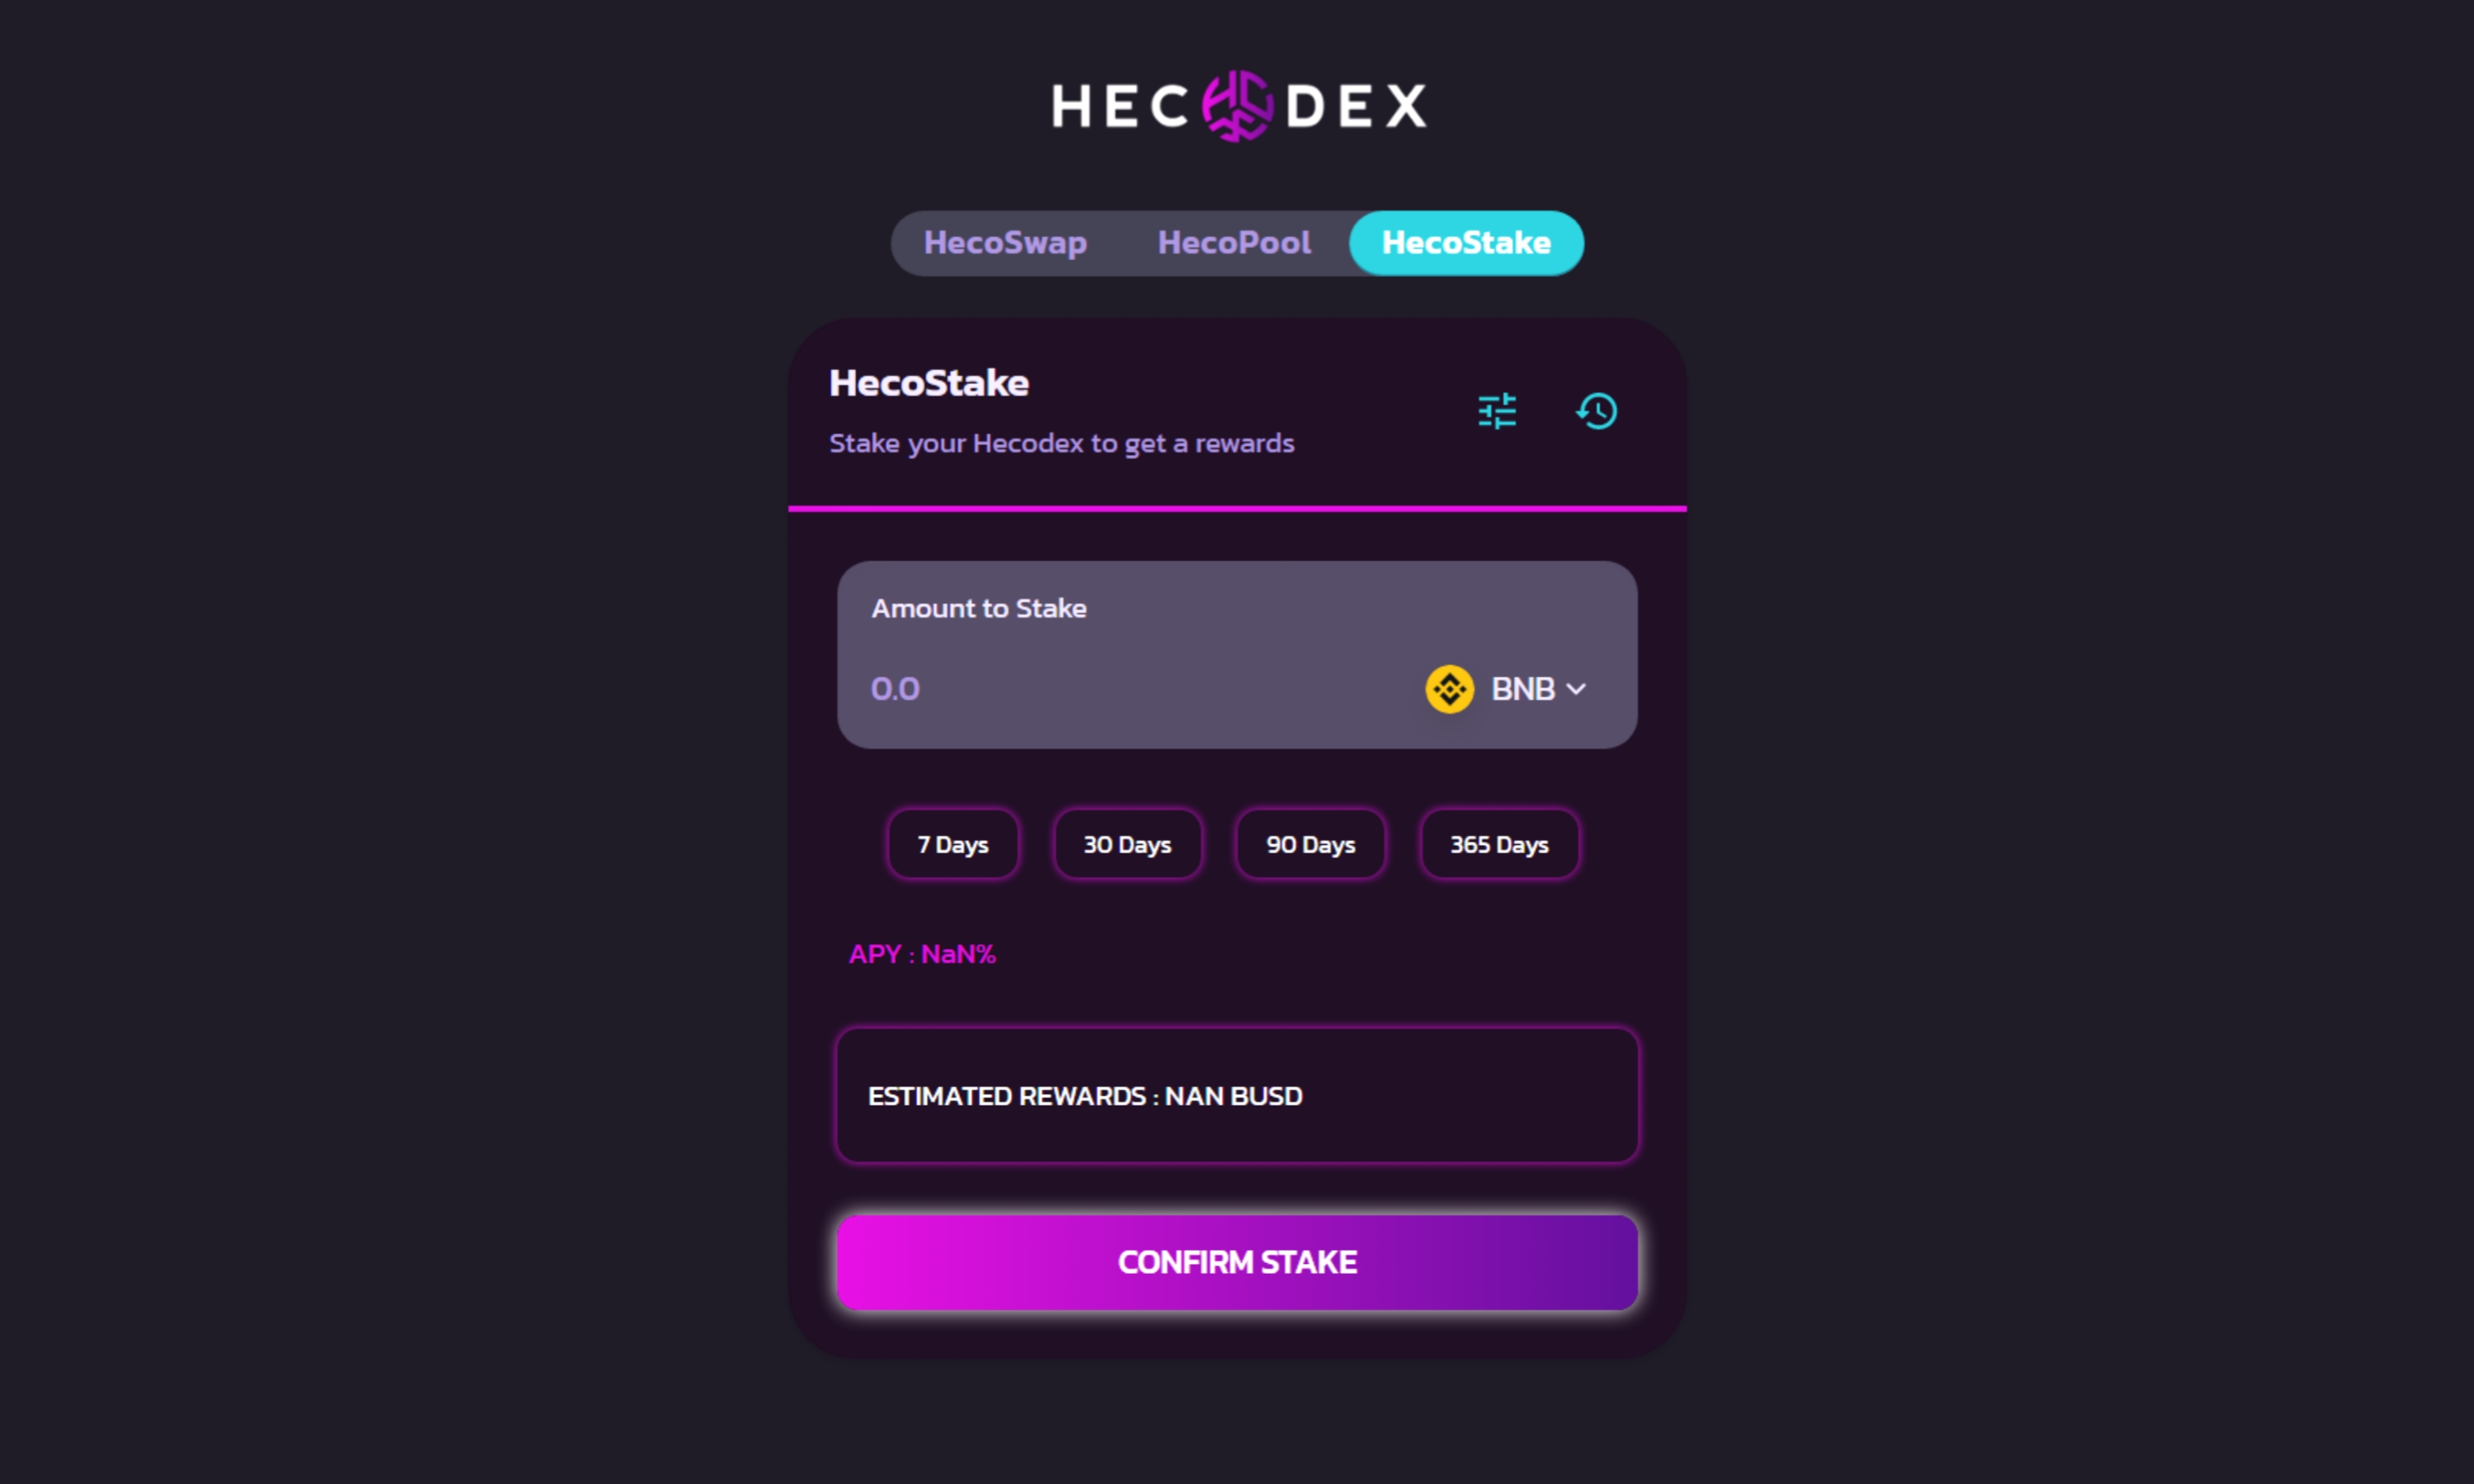 HECODEX
HecoSwap HecoPool HecoStake
HecoStake
Stake your Hecodex to get a rewards
Amount to Stake
0.0 BNB
7 Days 30 Days 90 Days 365 Days
APY : NaN%
ESTIMATED REWARDS : NAN BUSD
CONFIRM STAKE